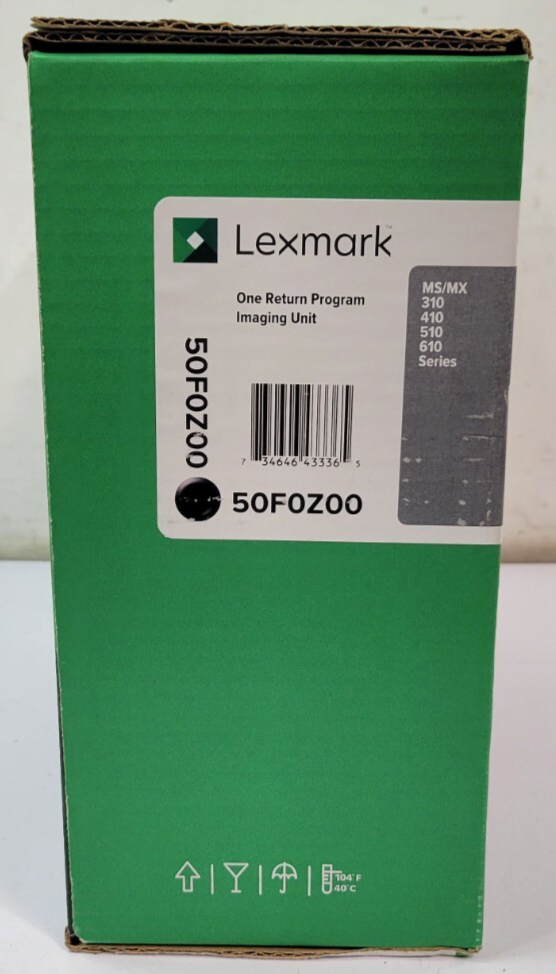 Lexmark™
One Return Program
Imaging Unit
MS/MX
310
410
510
610
Series
50F0Z00
7 34646 43336 5
50F0Z00
104°F
40°C